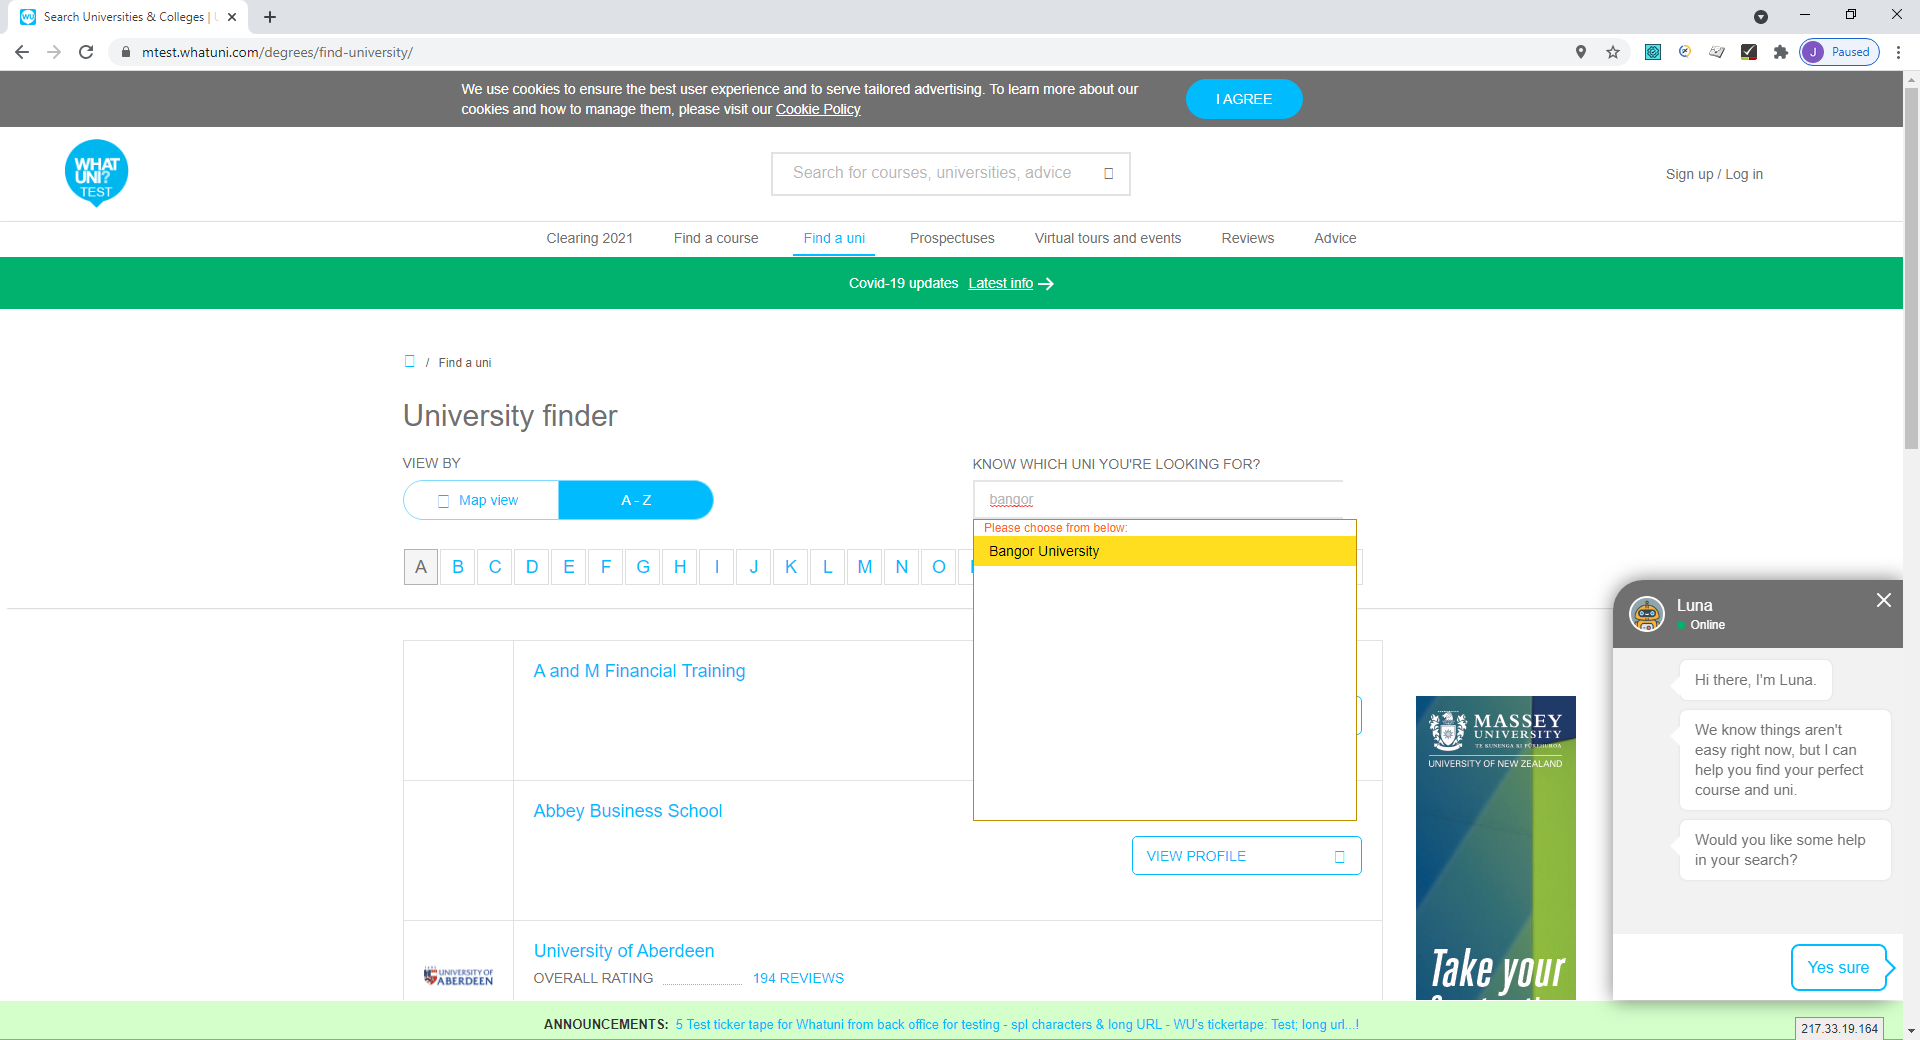 Search Universities & Colleges |
mtest.whatuni.com/degrees/find-university/
J Paused
We use cookies to ensure the best user experience and to serve tailored advertising. To learn more about our
cookies and how to manage them, please visit our Cookie Policy
I AGREE
WHAT
UNI?
TEST
Search for courses, universities, advice
Sign up / Log in
Clearing 2021
Find a course
Find a uni
Prospectuses
Virtual tours and events
Reviews
Advice
Covid-19 updates Latest info
/ Find a uni
University finder
VIEW BY
Map view
A - Z
KNOW WHICH UNI YOU'RE LOOKING FOR?
bangor
Please choose from below:
Bangor University
A B C D E F G H I J K L M N O
A and M Financial Training
Abbey Business School
VIEW PROFILE
UNIVERSITY OF
ABERDEEN
University of Aberdeen
OVERALL RATING
194 REVIEWS
MASSEY
UNIVERSITY
TE KUNENGA KI PŪREHUROA
UNIVERSITY OF NEW ZEALAND
Take your
Luna
Online
Hi there, I'm Luna.
We know things aren't
easy right now, but I can
help you find your perfect
course and uni.
Would you like some help
in your search?
Yes sure
ANNOUNCEMENTS: 5 Test ticker tape for Whatuni from back office for testing - spl characters & long URL - WU's tickertape: Test; long url...!
217.33.19.164